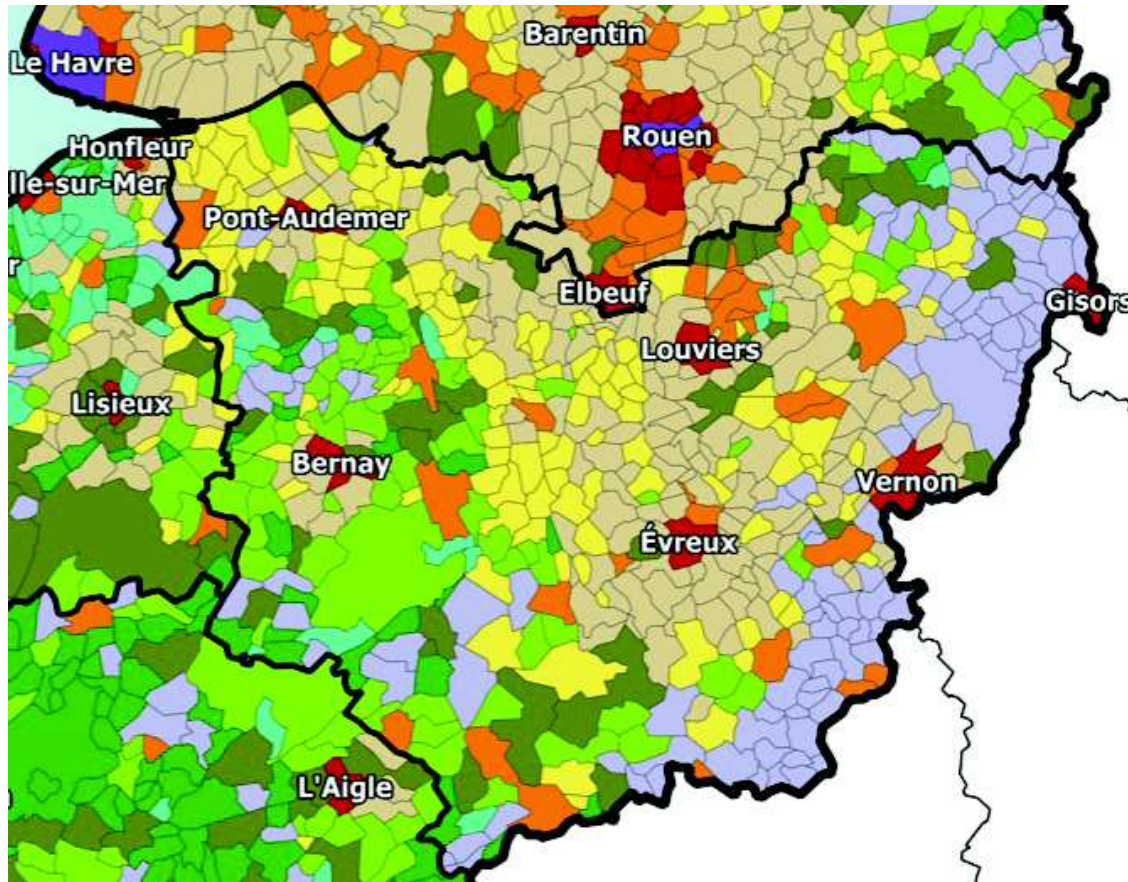 Barentin
Le Havre
Rouen
Honfleur
lle-sur-Mer
Pont-Audemer
r
Elbeuf
Gisors
Louviers
Lisieux
Bernay
Vernon
Évreux
L'Aigle